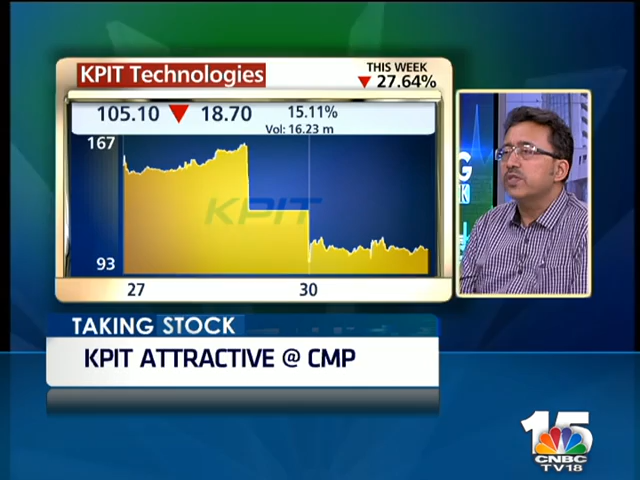 KPIT Technologies
THIS WEEK
▼ 27.64%
105.10 ▼ 18.70 15.11%
Vol: 16.23 m
167
KPIT
93
27 30
TAKING STOCK
KPIT ATTRACTIVE @ CMP
15
CNBC
TV18